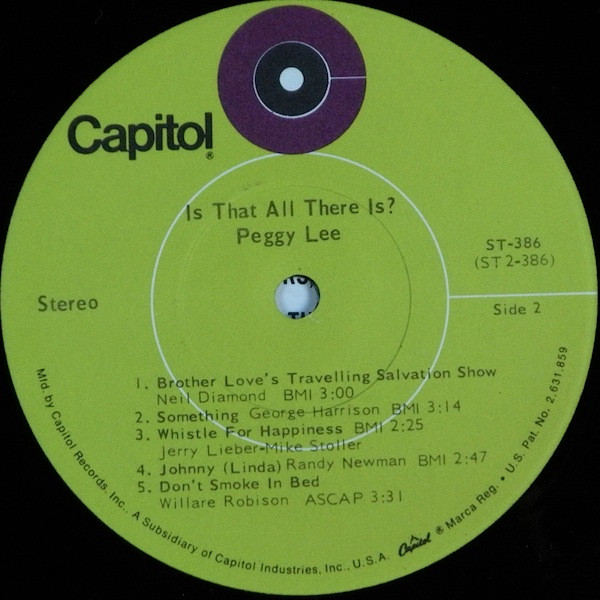 Capitol®
Is That All There Is?
Peggy Lee
ST-386
(ST 2-386)
Stereo
Side 2
1. Brother Love's Travelling Salvation Show
Neil Diamond BMI 3:00
2. Something George Harrison BMI 3:14
3. Whistle For Happiness BMI 2:25
Jerry Lieber-Mike Stoller
4. Johnny (Linda) Randy Newman BMI 2:47
5. Don't Smoke In Bed
Willare Robison ASCAP 3:31
Mfd. by Capitol Records, Inc., A Subsidiary of Capitol Industries, Inc., U.S.A. Capitol ® Marca Reg. • U.S. Pat. No. 2,631,859